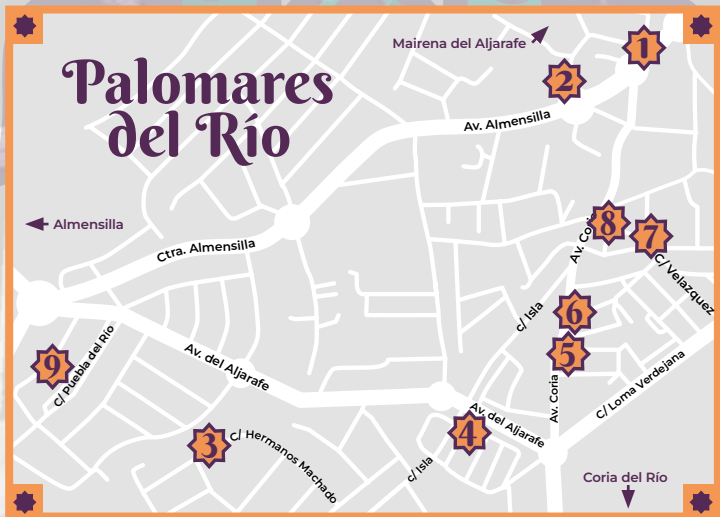 Palomares
del Río
Mairena del Aljarafe
1
2
Av. Almensilla
Almensilla
Ctra. Almensilla
Av. Coria
8
7
C/ Velazquez
c/ Isla
6
5
9
C/ Puebla del Río
Av. del Aljarafe
Av. Coria
C/ Loma Verdejana
3
C/ Hermanos Machado
4
Av. del Aljarafe
c/ Isla
Coria del Río